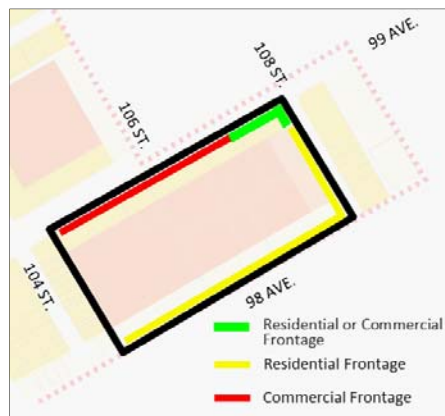 99 AVE.
108 ST.
106 ST.
104 ST.
98 AVE.
Residential or Commercial
Frontage
Residential Frontage
Commercial Frontage